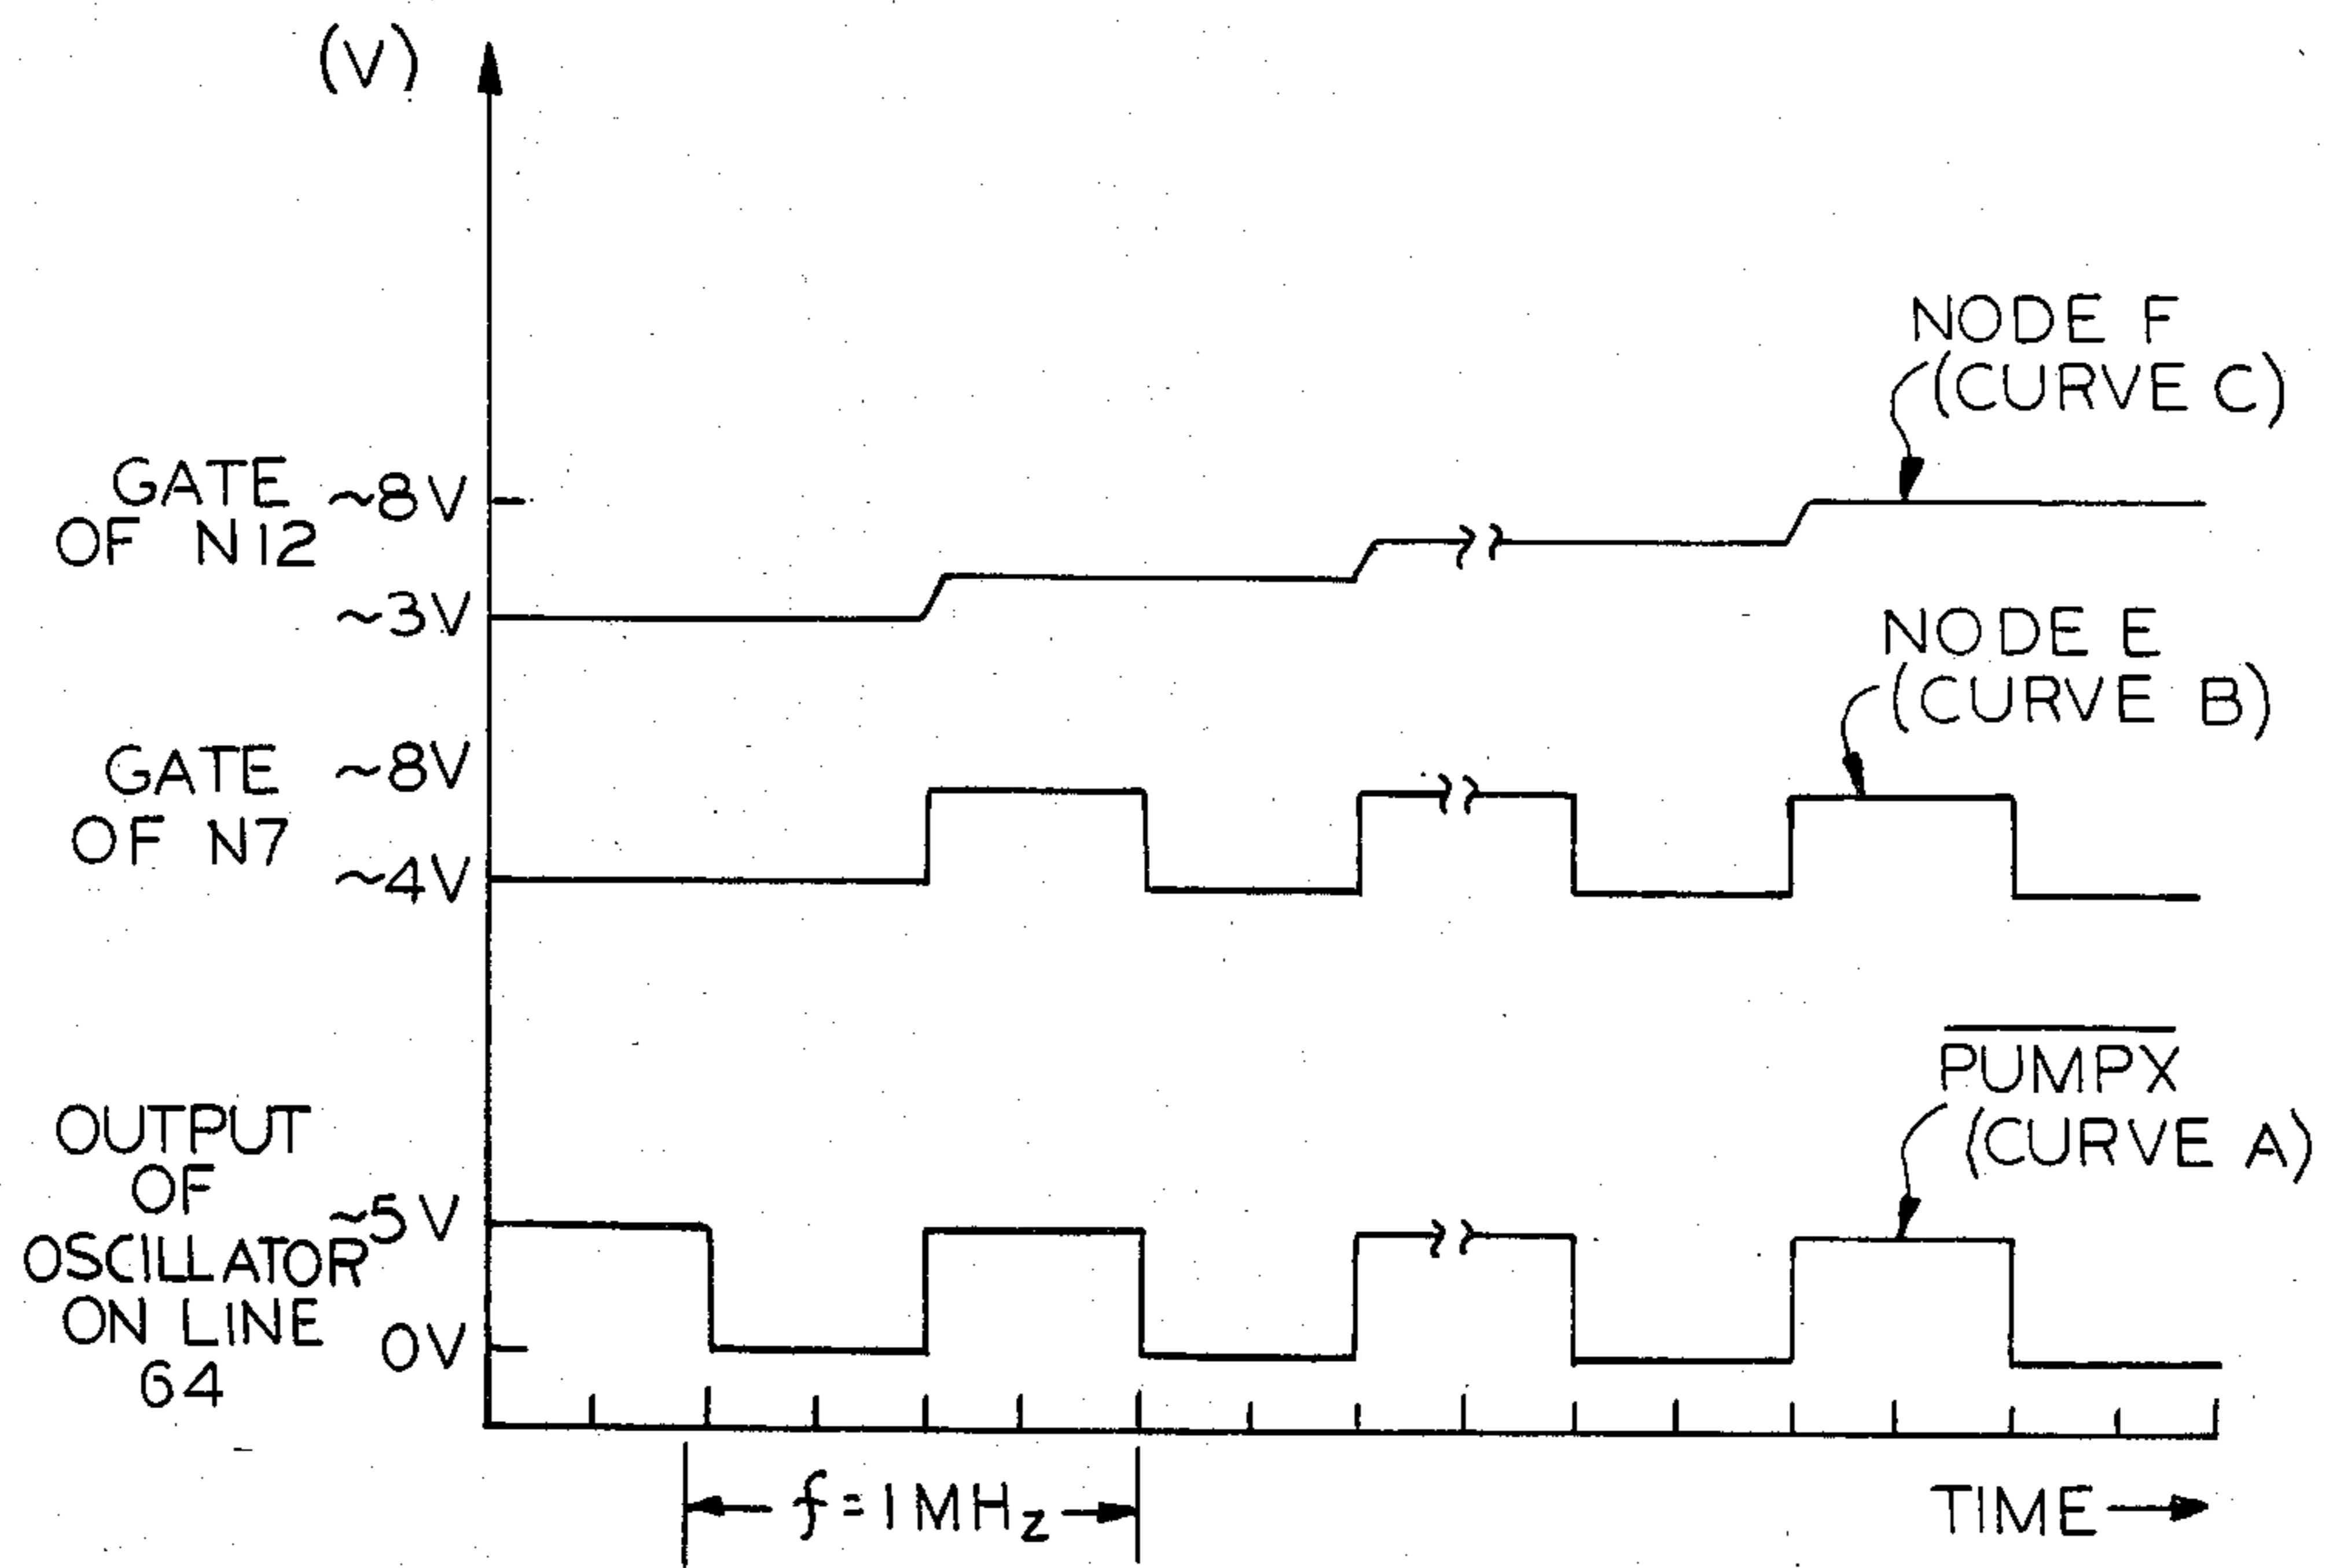 (V)
NODE F
(CURVE C)
GATE
OF N12
~8V
~3V
NODE E
(CURVE B)
GATE
OF N7
~8V
~4V
PUMPX
(CURVE A)
OUTPUT
OF
OSCILLATOR
ON LINE
64
~5V
0V
f=1MHz
TIME